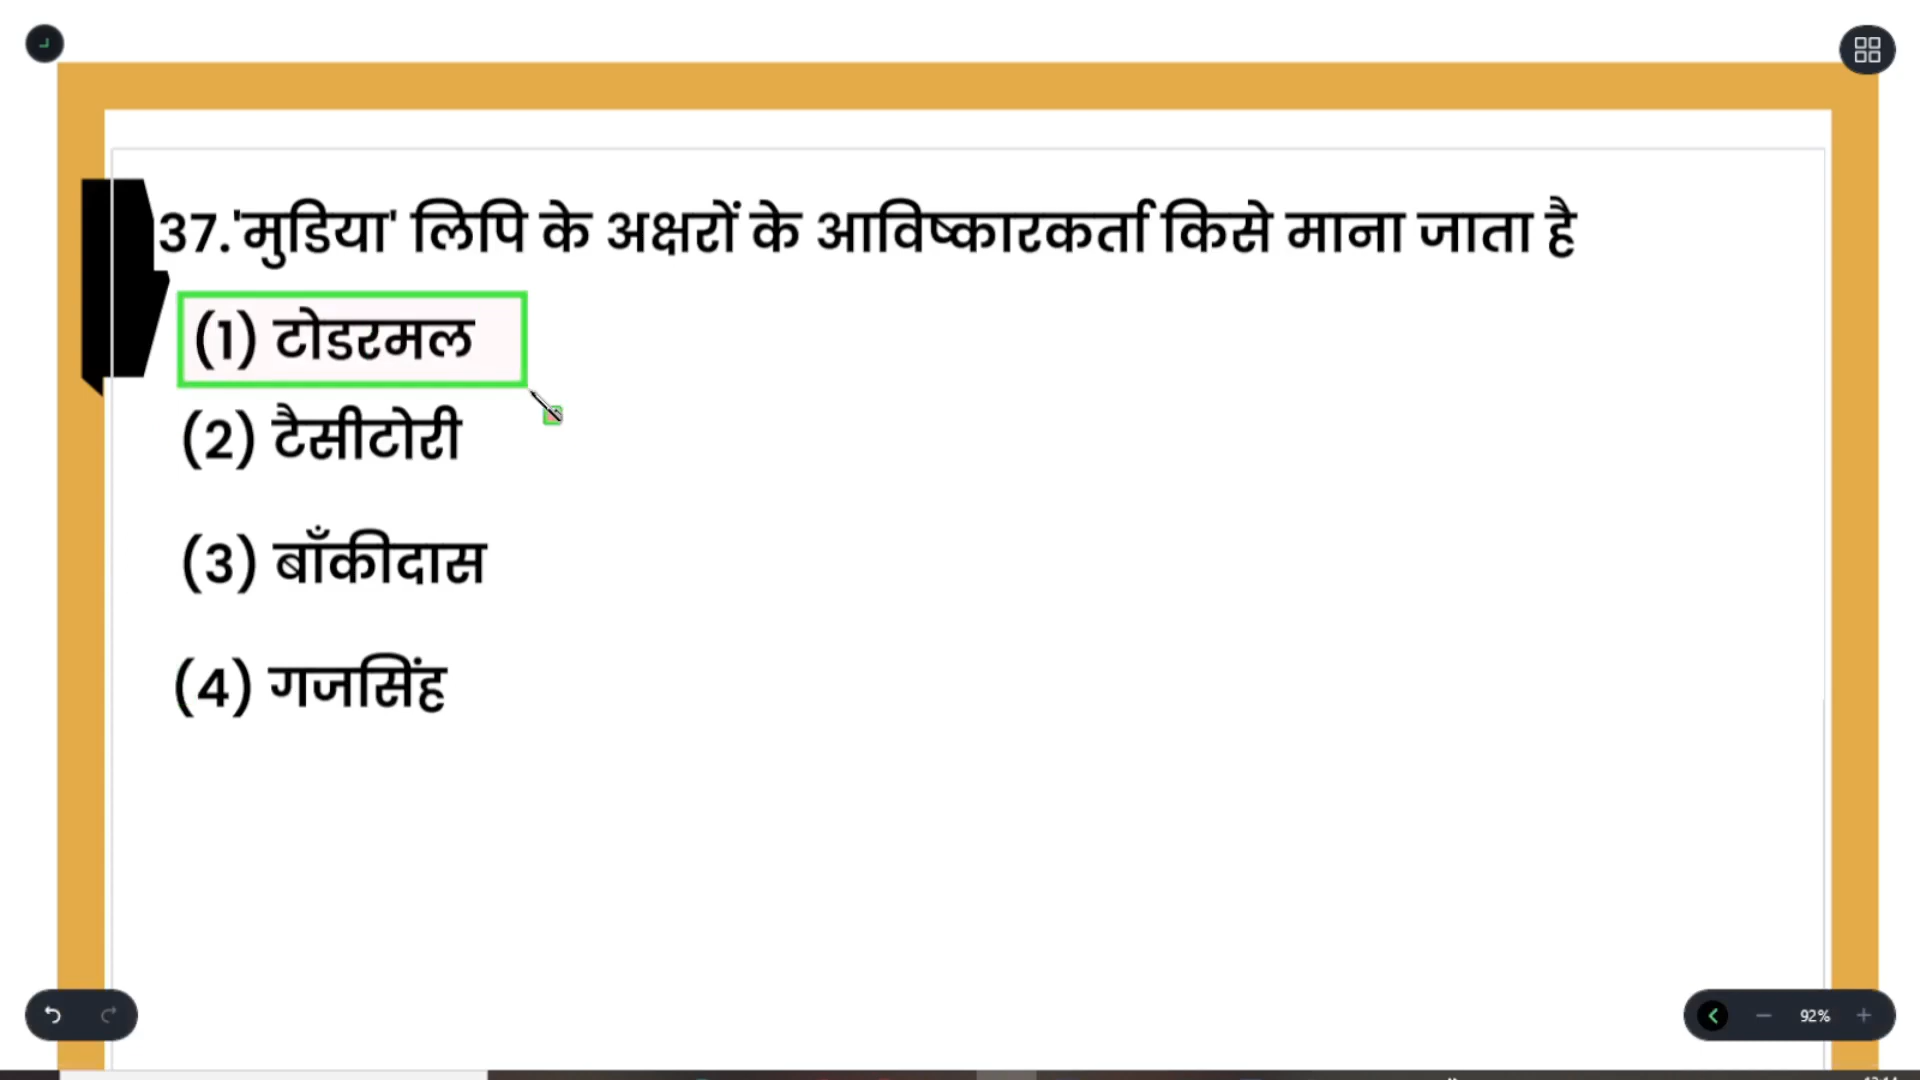 37.'मुडिया' लिपि के अक्षरों के आविष्कारकर्ता किसे माना जाता है
(1) टोडरमल
(2) टैसीटोरी
(3) बाँकीदास
(4) गजसिंह
92%